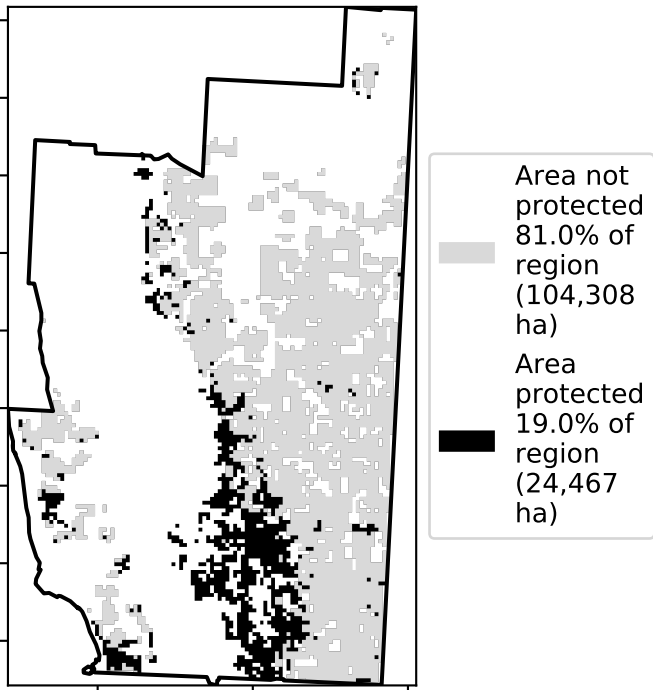 Area not
protected
81.0% of
region
(104,308
ha)
Area
protected
19.0% of
region
(24,467
ha)